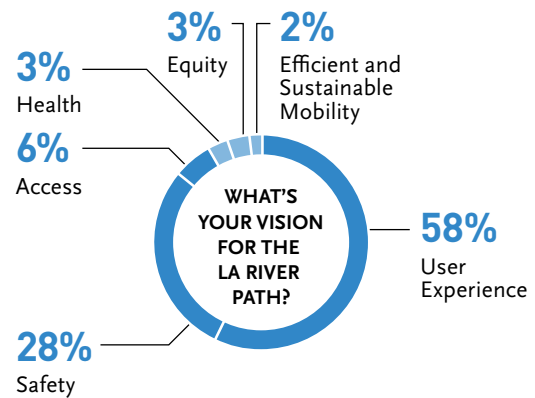 3%
Equity
2%
Efficient and
Sustainable
Mobility
3%
Health
6%
Access
WHAT'S
YOUR VISION
FOR THE
LA RIVER
PATH?
58%
User
Experience
28%
Safety